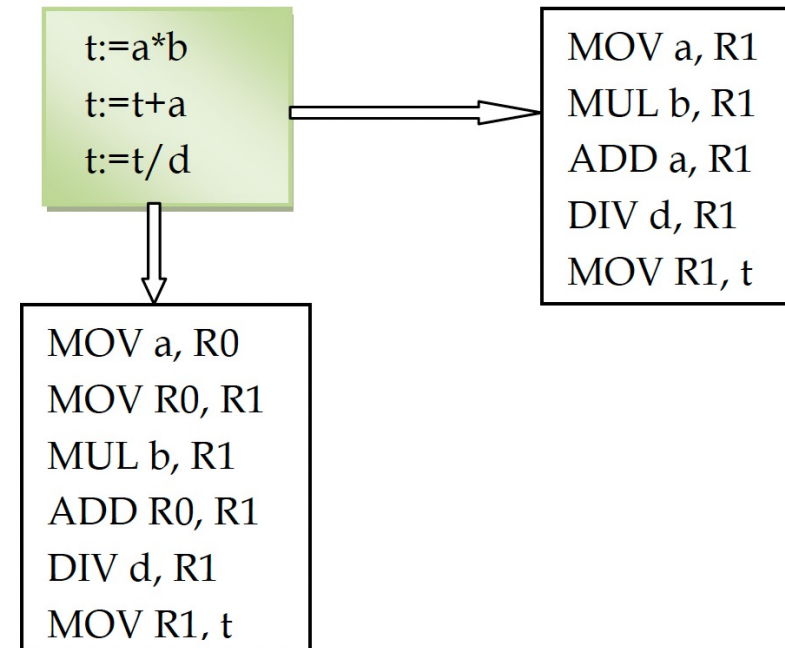 t:=a*b
t:=t+a
t:=t/d
MOV a, R1
MUL b, R1
ADD a, R1
DIV d, R1
MOV R1, t
MOV a, R0
MOV R0, R1
MUL b, R1
ADD R0, R1
DIV d, R1
MOV R1, t